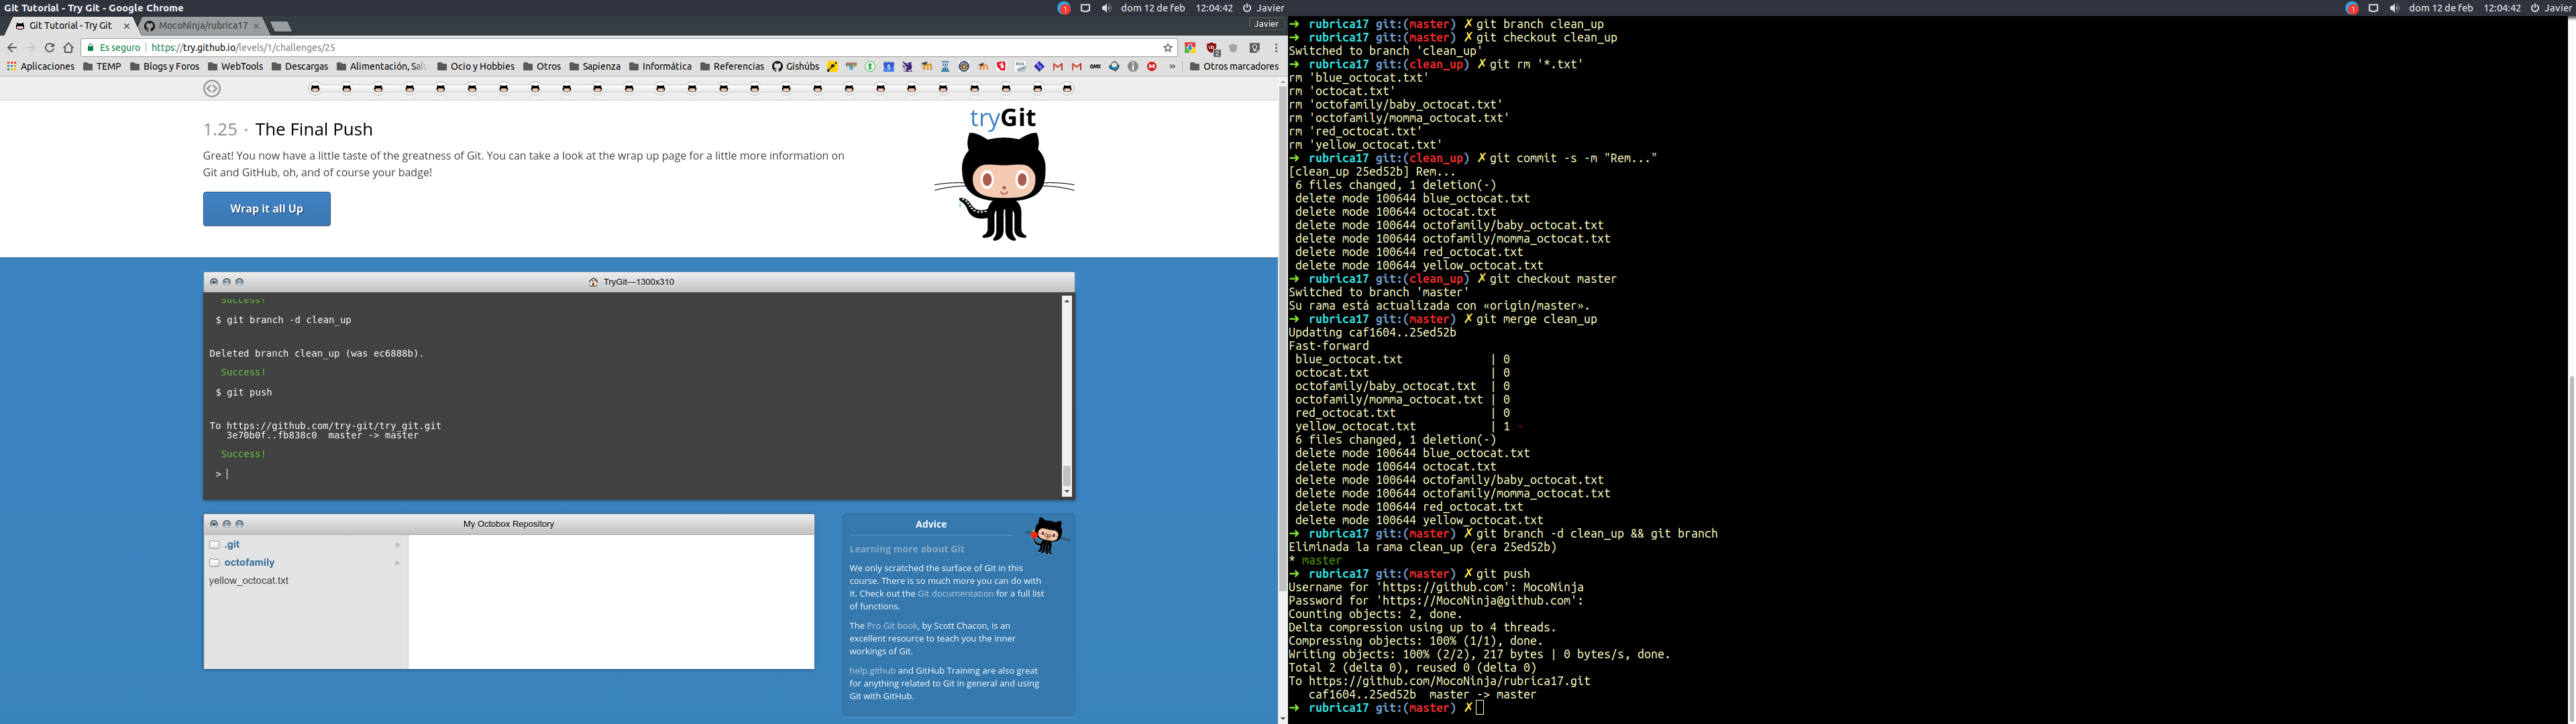 Git Tutorial - Try Git - Google Chrome
1 dom 12 de feb 12:04:42 Javier
Git Tutorial - Try Git × MocoNinja/rubrica17 × Javier
Es seguro | https://try.github.io/levels/1/challenges/25
Aplicaciones TEMP Blogs y Foros WebTools Descargas Alimentación, Salu Ocio y Hobbies Otros Sapienza Informática Referencias Gishúbs » Otros marcadores
1.25 · The Final Push
Great! You now have a little taste of the greatness of Git. You can take a look at the wrap up page for a little more information on
Git and GitHub, oh, and of course your badge!
Wrap it all Up
tryGit
TryGit—1300x310
Success!
$ git branch -d clean_up
Deleted branch clean_up (was ec6888b).
Success!
$ git push
To https://github.com/try-git/try_git.git
3e70b0f..fb838c0  master -> master
Success!
>
My Octobox Repository
.git
octofamily
yellow_octocat.txt
Advice
Learning more about Git
We only scratched the surface of Git in this
course. There is so much more you can do with
it. Check out the Git documentation for a full list
of functions.
The Pro Git book, by Scott Chacon, is an
excellent resource to teach you the inner
workings of Git.
help.github and GitHub Training are also great
for anything related to Git in general and using
Git with GitHub.
1 dom 12 de feb 12:04:42 Javier
➜ rubrica17 git:(master) ✗ git branch clean_up
➜ rubrica17 git:(master) ✗ git checkout clean_up
Switched to branch 'clean_up'
➜ rubrica17 git:(clean_up) ✗ git rm '*.txt'
rm 'blue_octocat.txt'
rm 'octocat.txt'
rm 'octofamily/baby_octocat.txt'
rm 'octofamily/momma_octocat.txt'
rm 'red_octocat.txt'
rm 'yellow_octocat.txt'
➜ rubrica17 git:(clean_up) ✗ git commit -s -m "Rem..."
[clean_up 25ed52b] Rem...
6 files changed, 1 deletion(-)
delete mode 100644 blue_octocat.txt
delete mode 100644 octocat.txt
delete mode 100644 octofamily/baby_octocat.txt
delete mode 100644 octofamily/momma_octocat.txt
delete mode 100644 red_octocat.txt
delete mode 100644 yellow_octocat.txt
➜ rubrica17 git:(clean_up) ✗ git checkout master
Switched to branch 'master'
Su rama está actualizada con «origin/master».
➜ rubrica17 git:(master) ✗ git merge clean_up
Updating caf1604..25ed52b
Fast-forward
blue_octocat.txt | 0
octocat.txt | 0
octofamily/baby_octocat.txt | 0
octofamily/momma_octocat.txt | 0
red_octocat.txt | 0
yellow_octocat.txt | 1 -
6 files changed, 1 deletion(-)
delete mode 100644 blue_octocat.txt
delete mode 100644 octocat.txt
delete mode 100644 octofamily/baby_octocat.txt
delete mode 100644 octofamily/momma_octocat.txt
delete mode 100644 red_octocat.txt
delete mode 100644 yellow_octocat.txt
➜ rubrica17 git:(master) ✗ git branch -d clean_up && git branch
Eliminada la rama clean_up (era 25ed52b)
* master
➜ rubrica17 git:(master) ✗ git push
Username for 'https://github.com': MocoNinja
Password for 'https://MocoNinja@github.com':
Counting objects: 2, done.
Delta compression using up to 4 threads.
Compressing objects: 100% (1/1), done.
Writing objects: 100% (2/2), 217 bytes | 0 bytes/s, done.
Total 2 (delta 0), reused 0 (delta 0)
To https://github.com/MocoNinja/rubrica17.git
caf1604..25ed52b  master -> master
➜ rubrica17 git:(master) ✗